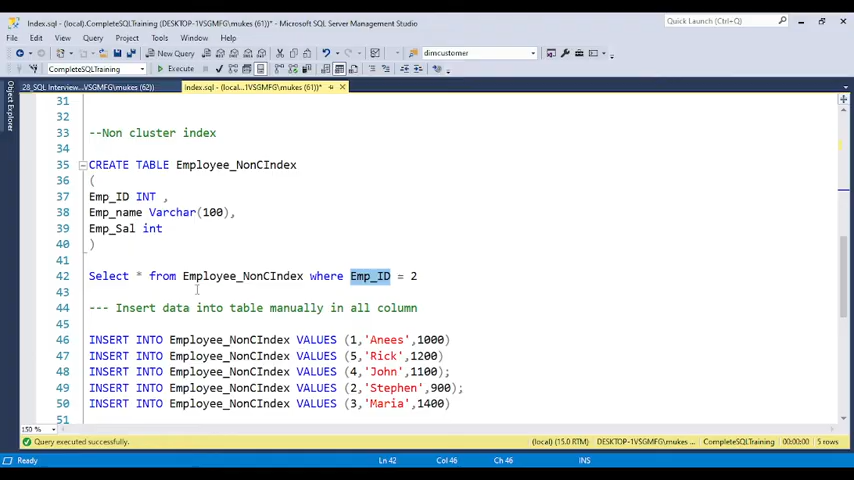 Index.sql - (local).CompleteSQLTraining (DESKTOP-1VSGMFG\mukes (61))* - Microsoft SQL Server Management Studio
Quick Launch (Ctrl+Q)
File Edit View Query Project Tools Window Help
New Query
dimcustomer
CompleteSQLTraining
Execute
28_SQL Interview...VSGMFG\mukes (62))
Index.sql - (local...1VSGMFG\mukes (61))*
Object Explorer
31
32
33 --Non cluster index
34
35 CREATE TABLE Employee_NonCIndex
36 (
37 Emp_ID INT ,
38 Emp_name Varchar(100),
39 Emp_Sal int
40 )
41
42 Select * from Employee_NonCIndex where Emp_ID = 2
43
44 --- Insert data into table manually in all column
45
46 INSERT INTO Employee_NonCIndex VALUES (1,'Anees',1000)
47 INSERT INTO Employee_NonCIndex VALUES (5,'Rick',1200)
48 INSERT INTO Employee_NonCIndex VALUES (4,'John',1100);
49 INSERT INTO Employee_NonCIndex VALUES (2,'Stephen',900);
50 INSERT INTO Employee_NonCIndex VALUES (3,'Maria',1400)
51
150 %
Query executed successfully.
(local) (15.0 RTM) DESKTOP-1VSGMFG\mukes ... CompleteSQLTraining 00:00:00 5 rows
Ready Ln 42 Col 46 Ch 46 INS